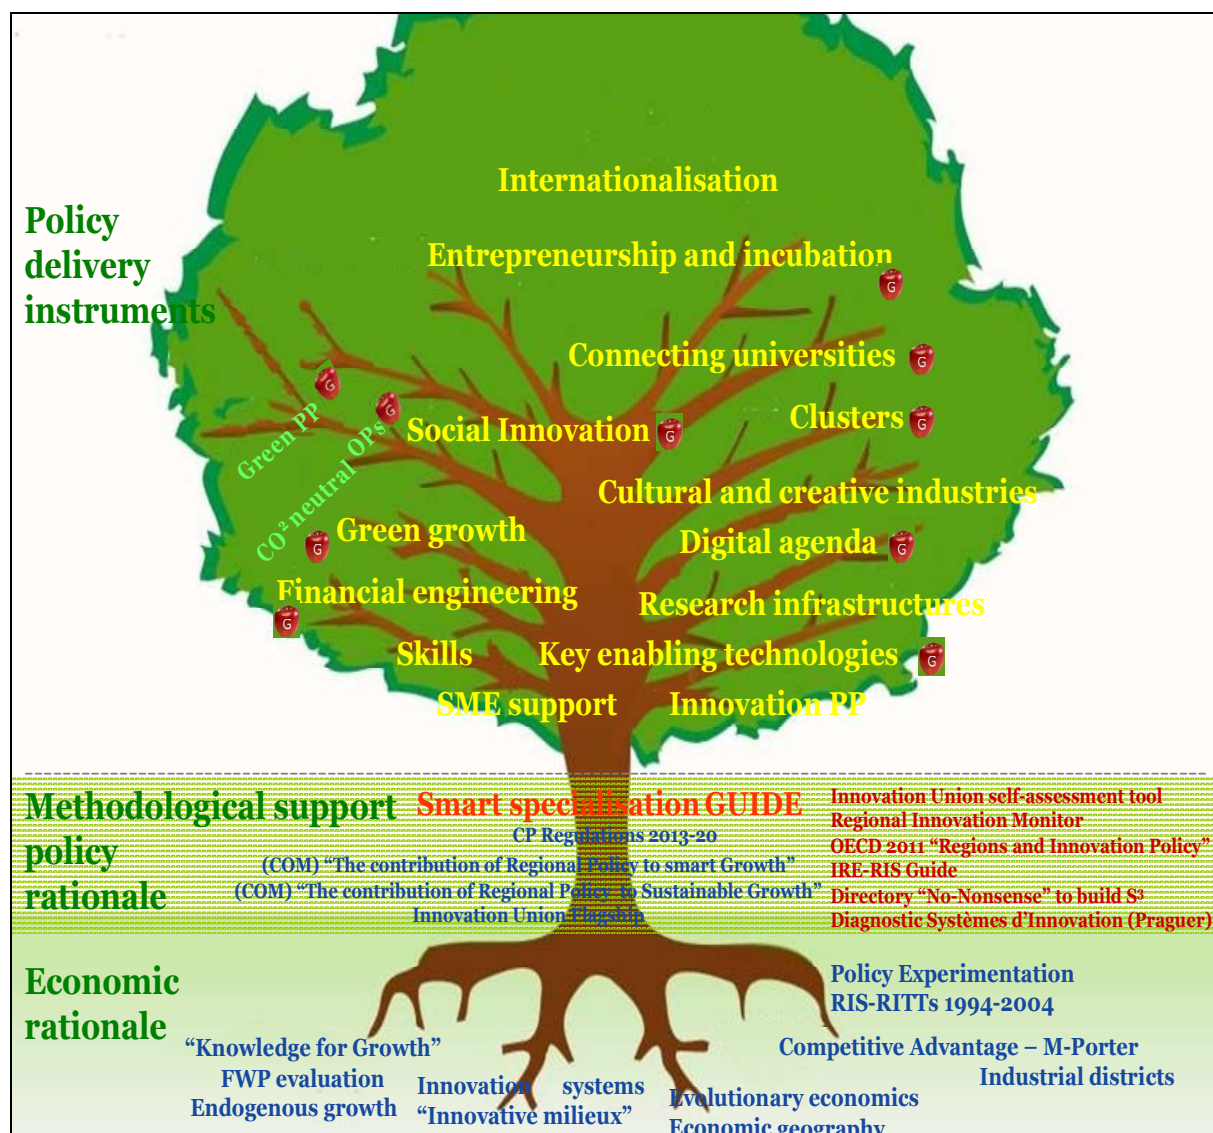 Internationalisation
Policy
delivery
instruments
Entrepreneurship and incubation
G
Connecting universities
G
G
Green PP
G
CO² neutral OPs
Social Innovation
G
Clusters
G
Cultural and creative industries
Green growth
G
Digital agenda
G
Financial engineering
G
Research infrastructures
Skills
Key enabling technologies
G
SME support
Innovation PP
Methodological support
policy
rationale
Smart specialisation GUIDE
CP Regulations 2013-20
(COM) “The contribution of Regional Policy to smart Growth”
(COM) “The contribution of Regional Policy to Sustainable Growth”
Innovation Union Flagship
Innovation Union self-assessment tool
Regional Innovation Monitor
OECD 2011 “Regions and Innovation Policy”
IRE-RIS Guide
Directory “No-Nonsense” to build S³
Diagnostic Systèmes d’Innovation (Praguer)
Economic
rationale
Policy Experimentation
RIS-RITTs 1994-2004
“Knowledge for Growth”
FWP evaluation
Endogenous growth
Innovation systems
“Innovative milieux”
Competitive Advantage – M-Porter
Industrial districts
Evolutionary economics
Economic geography